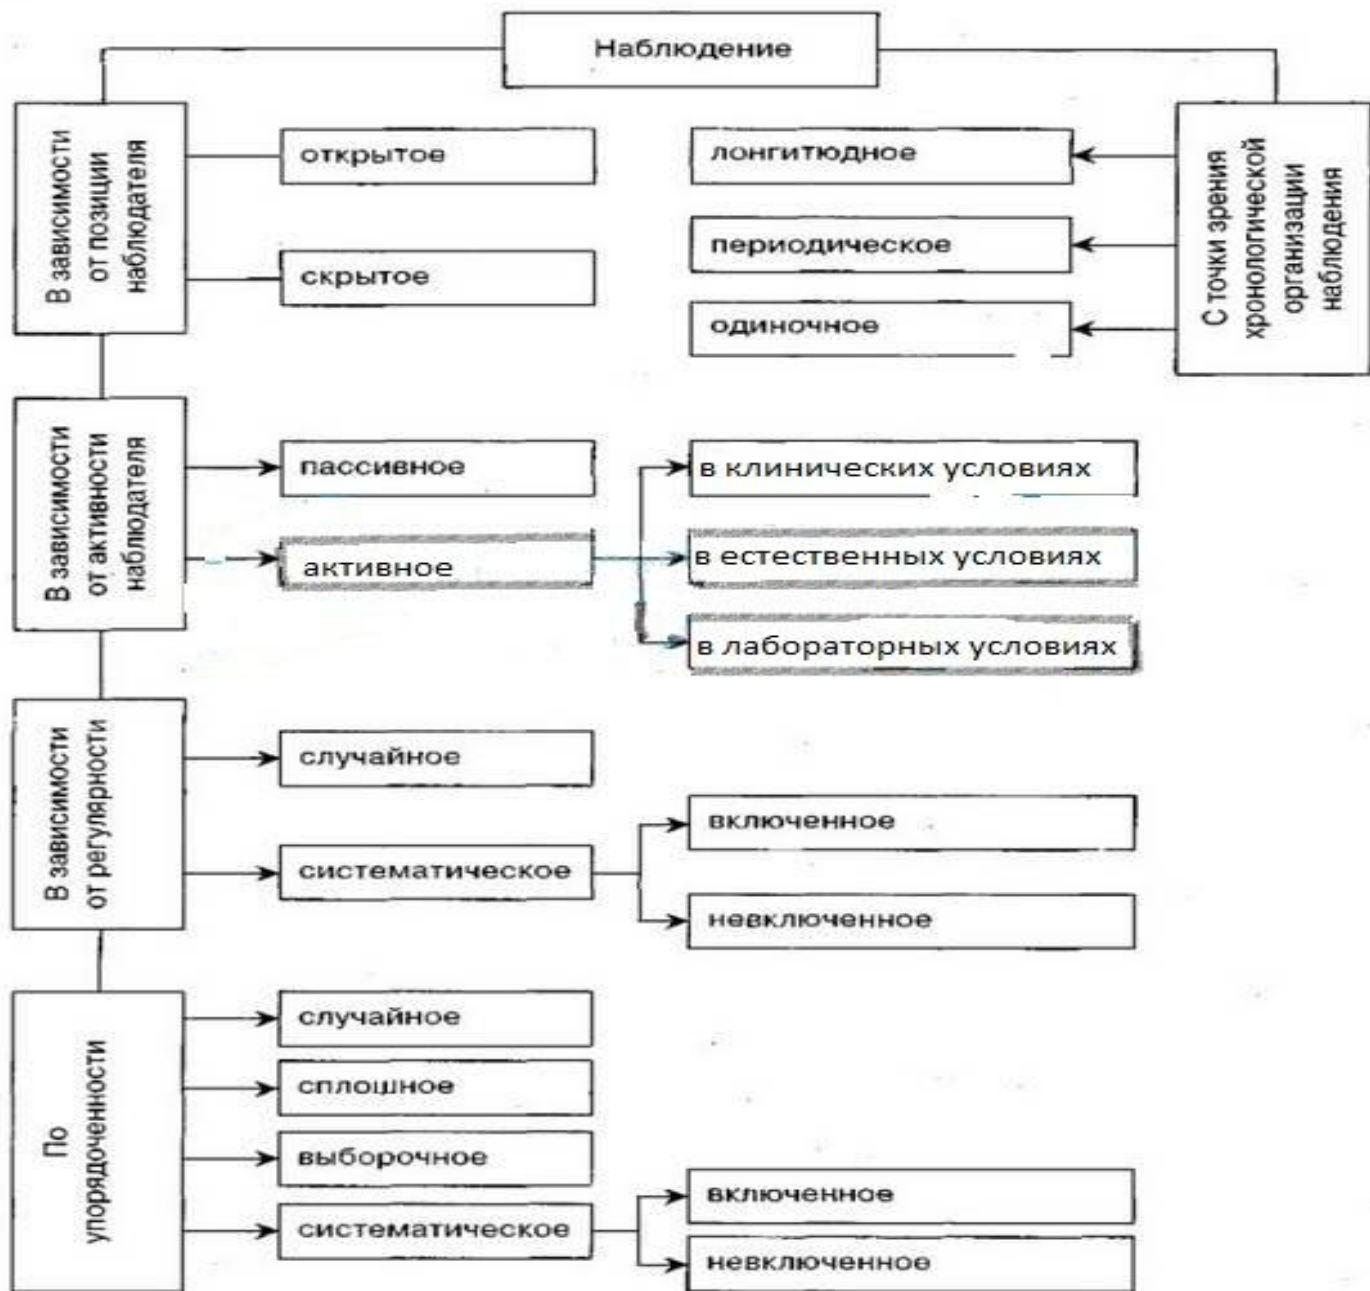 Наблюдение
В зависимости
от позиции
наблюдателя
открытое
скрытое
лонгитюдное
периодическое
одиночное
С точки зрения
хронологической
организации
наблюдения
В зависимости
от активности
наблюдателя
пассивное
активное
в клинических условиях
в естественных условиях
в лабораторных условиях
В зависимости
от регулярности
случайное
систематическое
включенное
невключенное
По
упорядоченности
случайное
сплошное
выборочное
систематическое
включенное
невключенное